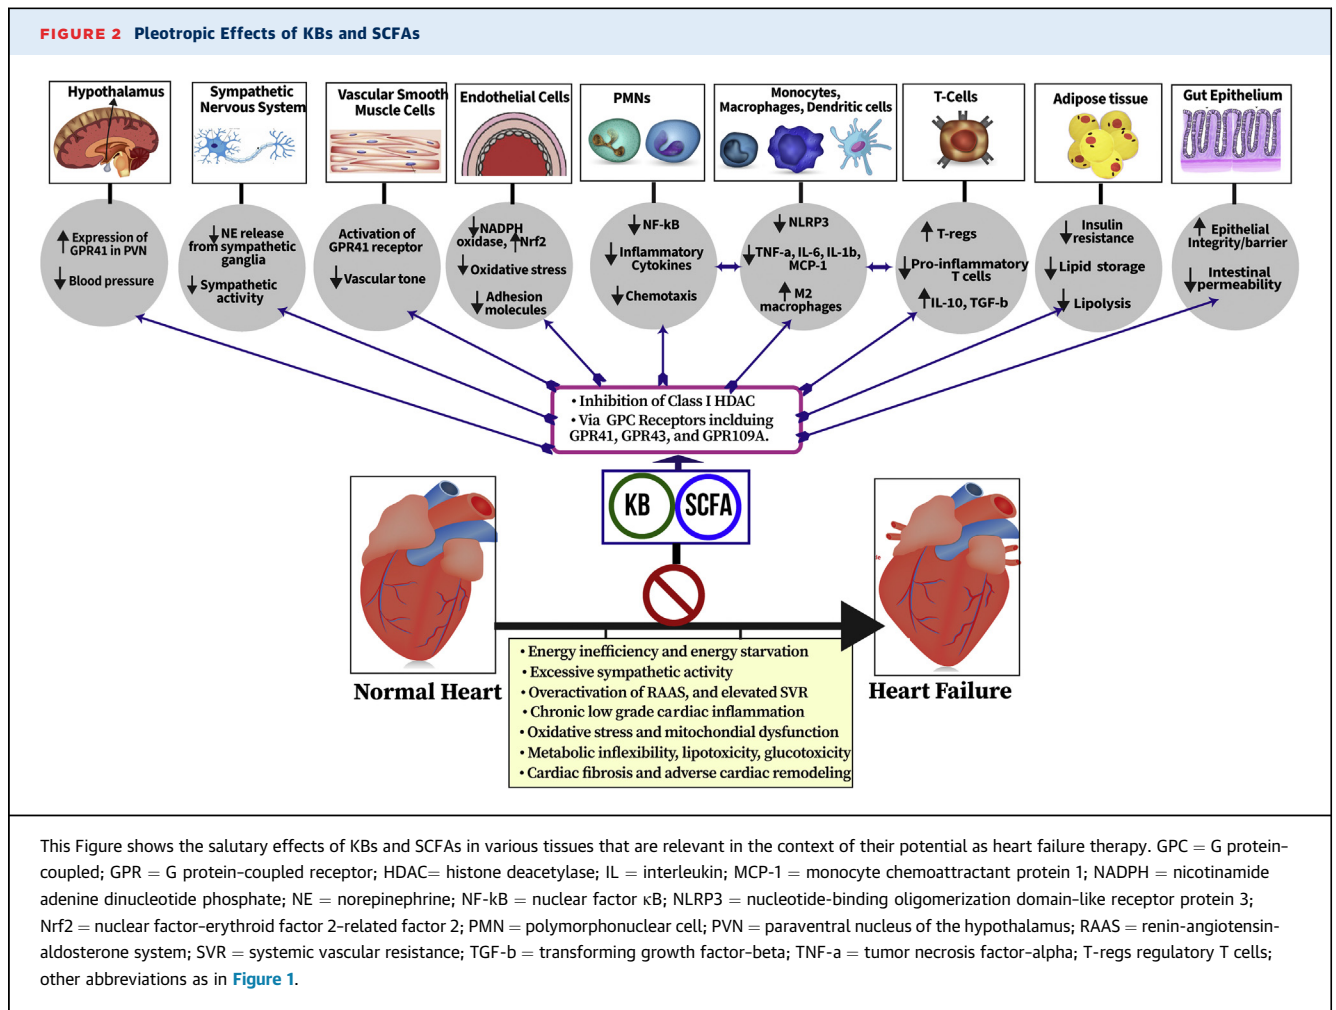 FIGURE 2 Pleotropic Effects of KBs and SCFAs
Hypothalamus
Sympathetic
Nervous System
Vascular Smooth
Muscle Cells
Endothelial Cells
PMNs
Monocytes,
Macrophages, Dendritic cells
T-Cells
Adipose tissue
Gut Epithelium
Expression of
GPR41 in PVN
Blood pressure
NE release
from sympathetic
ganglia
Sympathetic
activity
Activation of
GPR41 receptor
Vascular tone
NADPH
oxidase, Nrf2
Oxidative stress
Adhesion
molecules
NF-kB
Inflammatory
Cytokines
Chemotaxis
NLRP3
TNF-a, IL-6, IL-1b,
MCP-1
M2
macrophages
T-regs
Pro-inflammatory
T cells
IL-10, TGF-b
Insulin
resistance
Lipid storage
Lipolysis
Epithelial
Integrity/barrier
Intestinal
permeability
• Inhibition of Class I HDAC
• Via GPC Receptors inclduing
GPR41, GPR43, and GPR109A.
KB
SCFA
Normal Heart
Heart Failure
• Energy inefficiency and energy starvation
• Excessive sympathetic activity
• Overactivation of RAAS, and elevated SVR
• Chronic low grade cardiac inflammation
• Oxidative stress and mitochondial dysfunction
• Metabolic inflexibility, lipotoxicity, glucotoxicity
• Cardiac fibrosis and adverse cardiac remodeling
This Figure shows the salutary effects of KBs and SCFAs in various tissues that are relevant in the context of their potential as heart failure therapy. GPC = G protein–
coupled; GPR = G protein–coupled receptor; HDAC= histone deacetylase; IL = interleukin; MCP-1 = monocyte chemoattractant protein 1; NADPH = nicotinamide
adenine dinucleotide phosphate; NE = norepinephrine; NF-kB = nuclear factor κB; NLRP3 = nucleotide-binding oligomerization domain–like receptor protein 3;
Nrf2 = nuclear factor–erythroid factor 2–related factor 2; PMN = polymorphonuclear cell; PVN = paraventral nucleus of the hypothalamus; RAAS = renin-angiotensin-
aldosterone system; SVR = systemic vascular resistance; TGF-b = transforming growth factor–beta; TNF-a = tumor necrosis factor–alpha; T-regs regulatory T cells;
other abbreviations as in Figure 1.